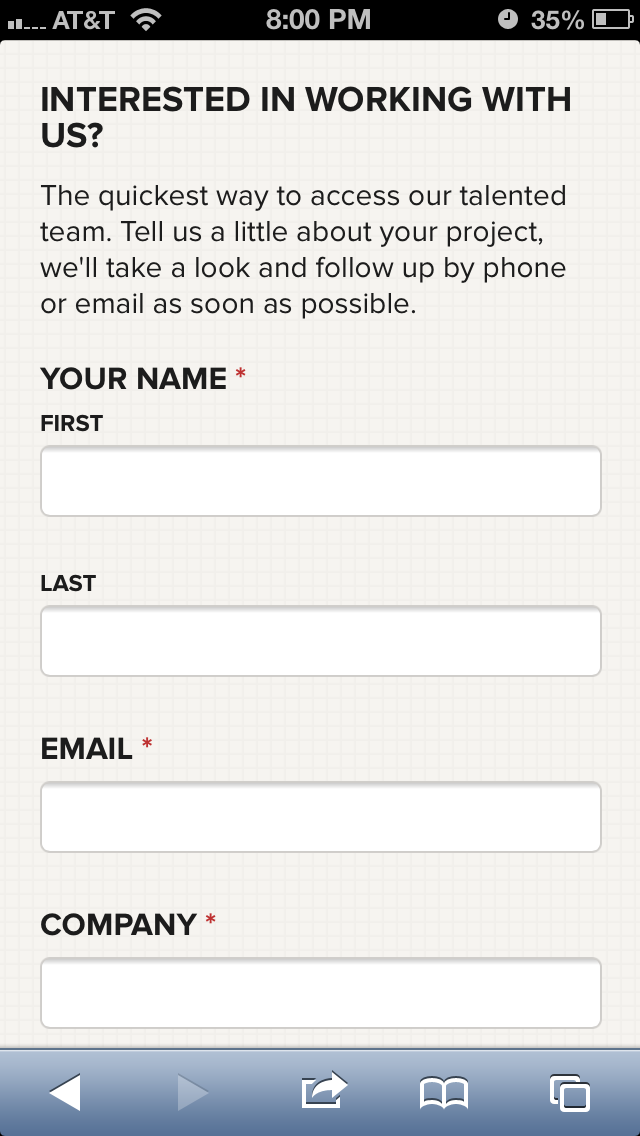 AT&T 8:00 PM 35%
INTERESTED IN WORKING WITH
US?
The quickest way to access our talented
team. Tell us a little about your project,
we'll take a look and follow up by phone
or email as soon as possible.
YOUR NAME *
FIRST
LAST
EMAIL *
COMPANY *